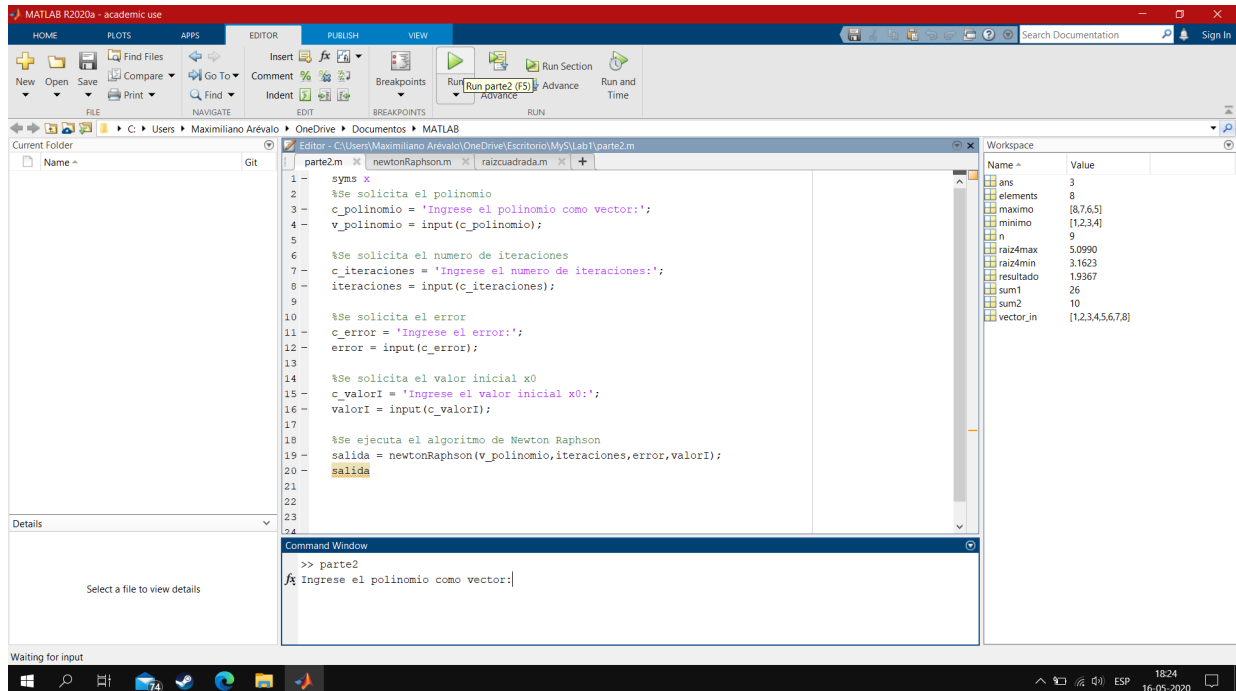 MATLAB R2020a - academic use
HOME PLOTS APPS EDITOR PUBLISH VIEW
Search Documentation
Sign In
New Open Save
Find Files
Compare
Print
Go To
Find
Insert
Comment
Indent
fx
Breakpoints
Run
Run parte2 (F5)
Advance
Run Section
Advance
Run and
Time
FILE NAVIGATE EDIT BREAKPOINTS RUN
C: Users Maximiliano Arévalo OneDrive Documentos MATLAB
Current Folder
Name Git
Details
Select a file to view details
Editor - C:\Users\Maximiliano Arévalo\OneDrive\Escritorio\MyS\Lab1\parte2.m
parte2.m newtonRaphson.m raizcuadrada.m
1 - syms x
2 %Se solicita el polinomio
3 - c_polinomio = 'Ingrese el polinomio como vector:';
4 - v_polinomio = input(c_polinomio);
5
6 %Se solicita el numero de iteraciones
7 - c_iteraciones = 'Ingrese el numero de iteraciones:';
8 - iteraciones = input(c_iteraciones);
9
10 %Se solicita el error
11 - c_error = 'Ingrese el error:';
12 - error = input(c_error);
13
14 %Se solicita el valor inicial x0
15 - c_valorI = 'Ingrese el valor inicial x0:';
16 - valorI = input(c_valorI);
17
18 %Se ejecuta el algoritmo de Newton Raphson
19 - salida = newtonRaphson(v_polinomio,iteraciones,error,valorI);
20 - salida
21
22
23
24
Command Window
>> parte2
fx Ingrese el polinomio como vector:
Workspace
Name Value
ans 3
elements 8
maximo [8,7,6,5]
minimo [1,2,3,4]
n 9
raiz4max 5.0990
raiz4min 3.1623
resultado 1.9367
sum1 26
sum2 10
vector_in [1,2,3,4,5,6,7,8]
Waiting for input
74
ESP
18:24
16-05-2020